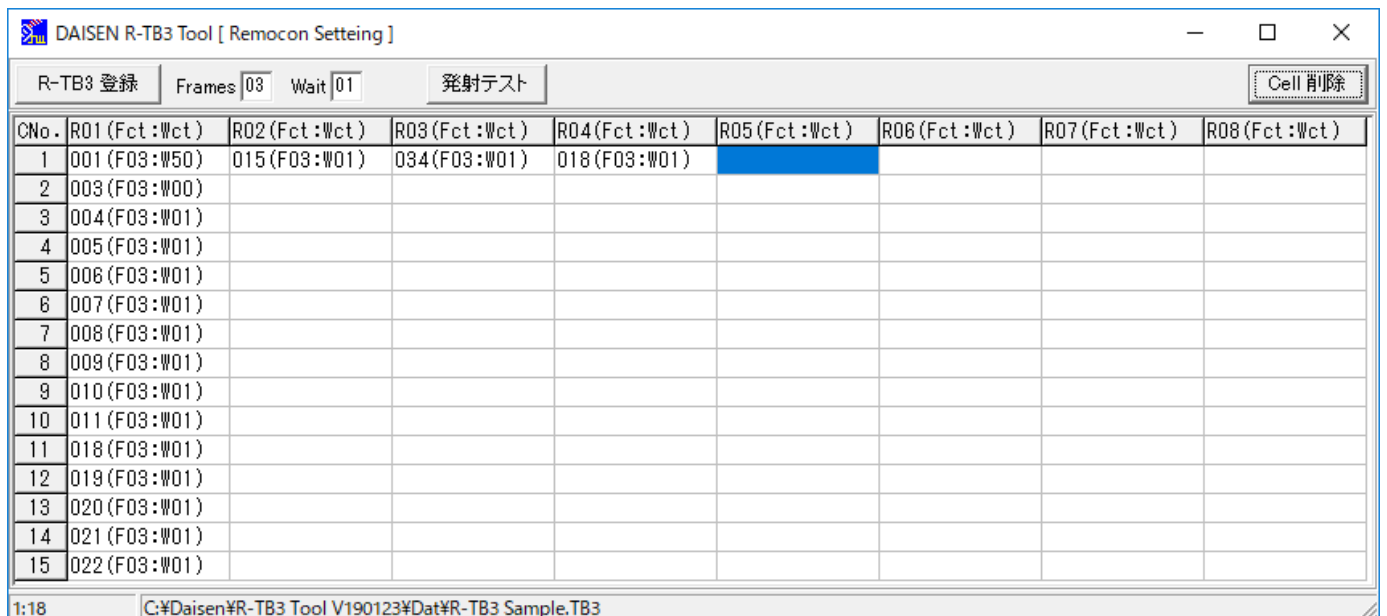 DAISEN R-TB3 Tool [ Remocon Setteing ]
R-TB3 登録 Frames 03 Wait 01 発射テスト Cell 削除
CNo. R01(Fct:Wct) R02(Fct:Wct) R03(Fct:Wct) R04(Fct:Wct) R05(Fct:Wct) R06(Fct:Wct) R07(Fct:Wct) R08(Fct:Wct)
1 001(F03:W50) 015(F03:W01) 034(F03:W01) 018(F03:W01)
2 003(F03:W00)
3 004(F03:W01)
4 005(F03:W01)
5 006(F03:W01)
6 007(F03:W01)
7 008(F03:W01)
8 009(F03:W01)
9 010(F03:W01)
10 011(F03:W01)
11 018(F03:W01)
12 019(F03:W01)
13 020(F03:W01)
14 021(F03:W01)
15 022(F03:W01)
1:18 C:¥Daisen¥R-TB3 Tool V190123¥Dat¥R-TB3 Sample.TB3